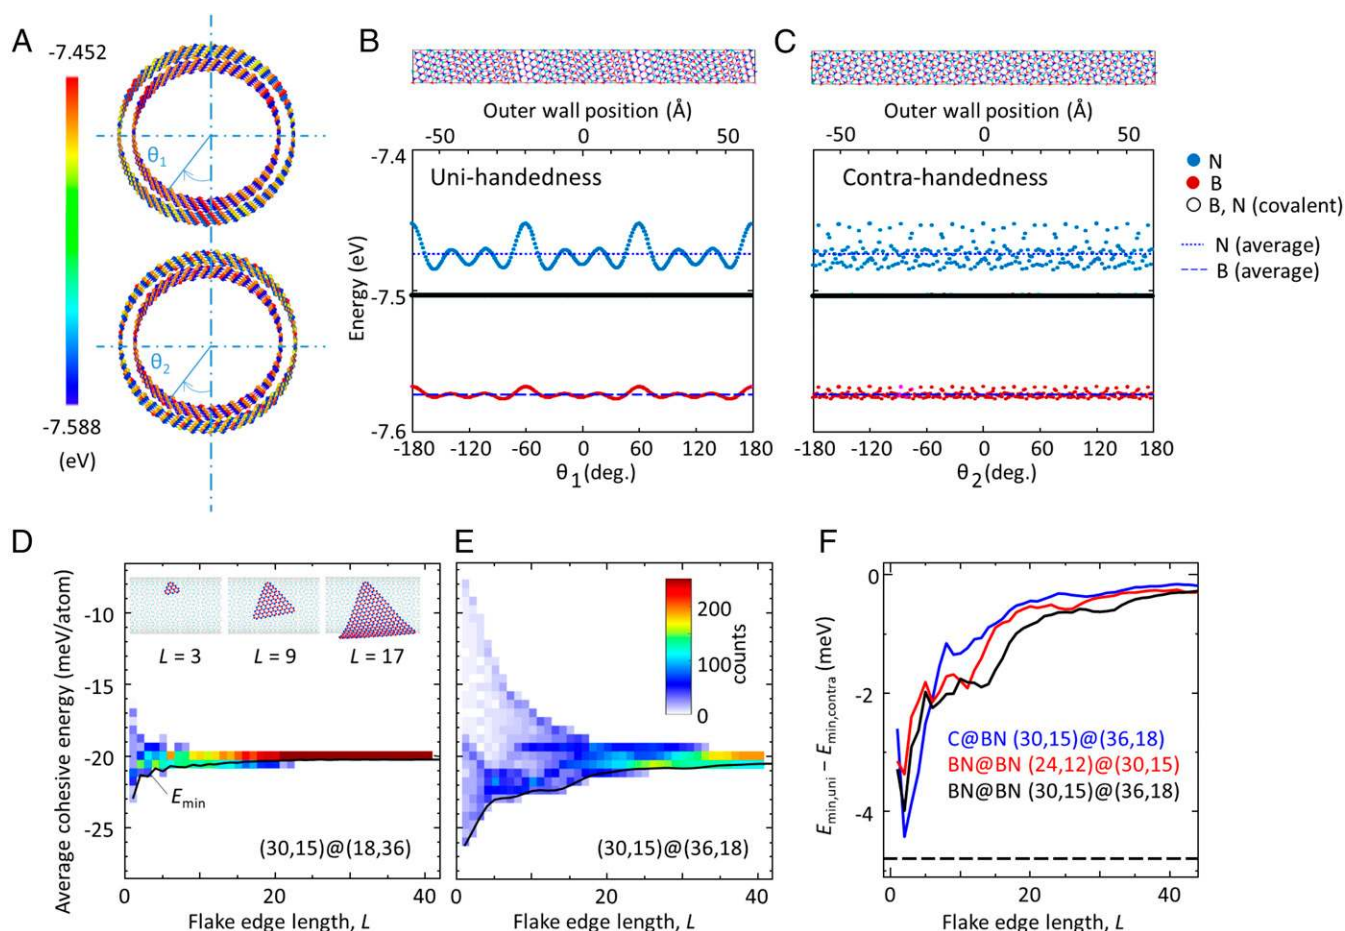 A
-7.452
-7.588
(eV)
θ1
θ2
B
Outer wall position (Å)
-50 0 50
-7.4
-7.5
-7.6
Energy (eV)
Uni-handedness
-180 -120 -60 0 60 120 180
θ1(deg.)
C
Outer wall position (Å)
-50 0 50
Contra-handedness
-180 -120 -60 0 60 120 180
θ2(deg.)
N
B
B, N (covalent)
N (average)
B (average)
D
Average cohesive energy (meV/atom)
-10
-15
-20
-25
L = 3 L = 9 L = 17
Emin
(30,15)@(18,36)
0 20 40
Flake edge length, L
E
200
100
0
counts
(30,15)@(36,18)
0 20 40
Flake edge length, L
F
Emin,uni − Emin,contra (meV)
0
-2
-4
C@BN (30,15)@(36,18)
BN@BN (24,12)@(30,15)
BN@BN (30,15)@(36,18)
0 10 20 30 40
Flake edge length, L